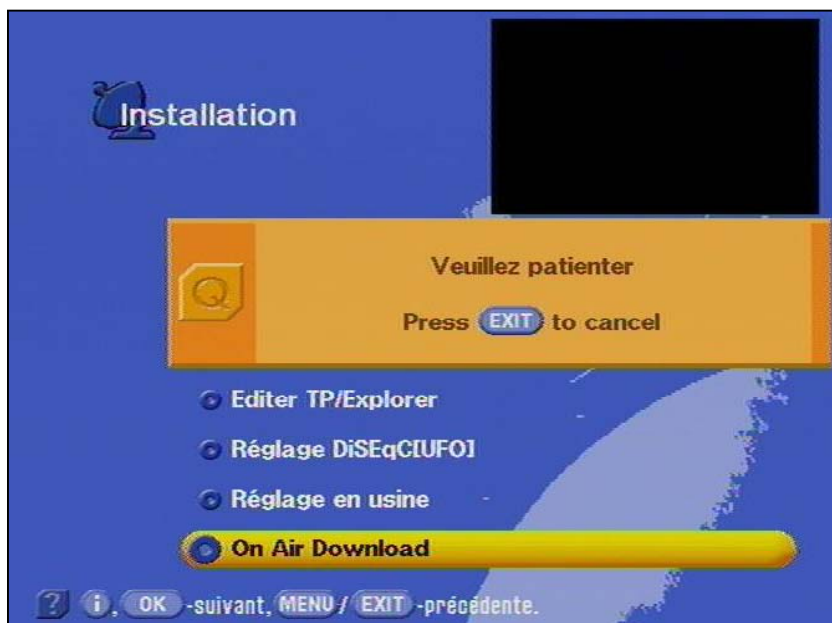 Installation
Q
Veuillez patienter
Press EXIT to cancel
Editer TP/Explorer
Réglage DiSEqC[UFO]
Réglage en usine
On Air Download
? i, OK -suivant, MENU / EXIT -précédente.